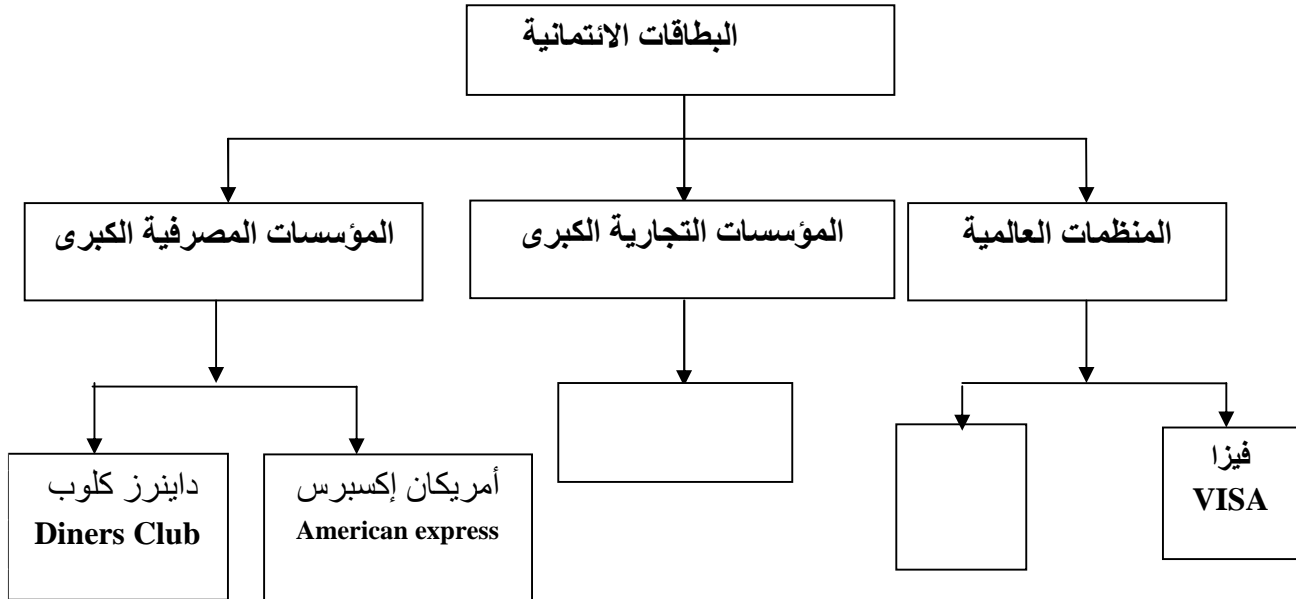 البطاقات الائتمانية
المنظمات العالمية
المؤسسات التجارية الكبرى
المؤسسات المصرفية الكبرى
فيزا
VISA
أمريكان إكسبرس
American express
داينرز كلوب
Diners Club